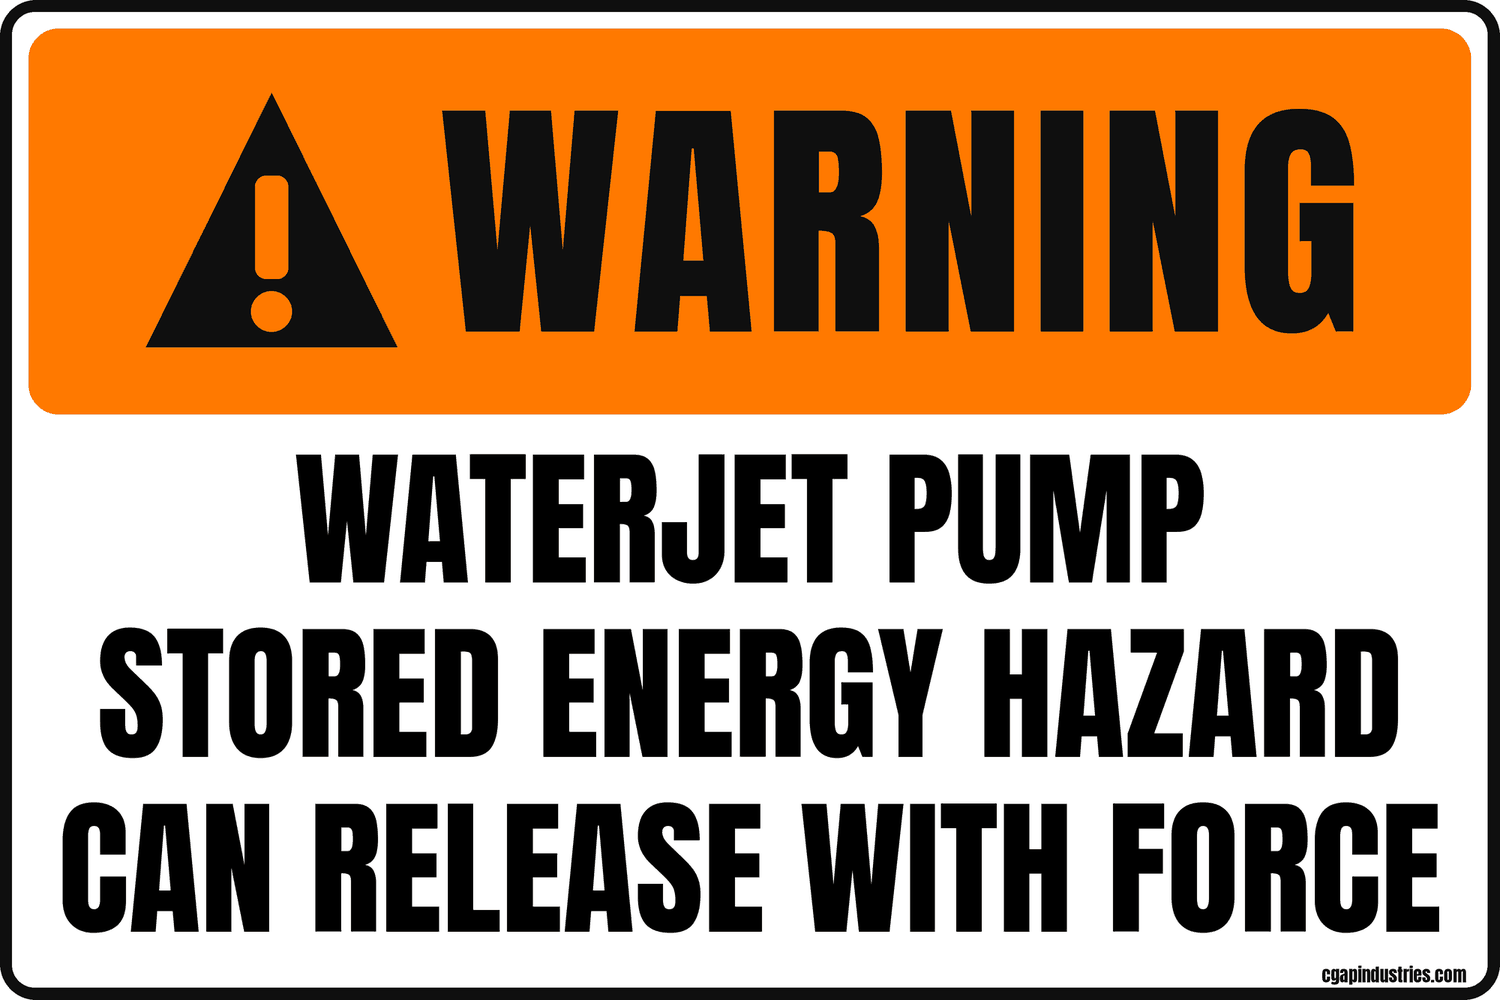 WARNING
WATERJET PUMP
STORED ENERGY HAZARD
CAN RELEASE WITH FORCE
cgapindustries.com